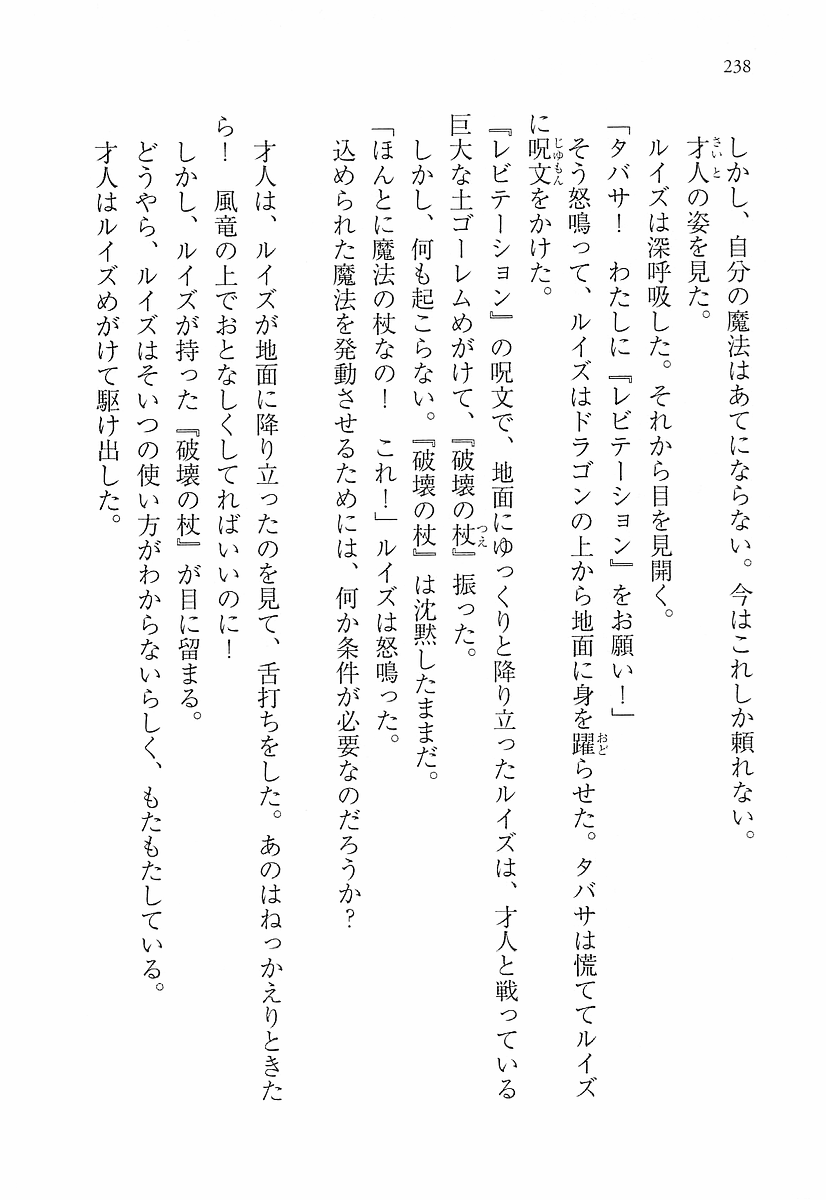 238
しかし、自分の魔法はあてにならない。今はこれしか頼れない。
才人の姿を見た。
ルイズは深呼吸した。それから目を見開く。
「タバサ！　わたしに『レビテーション』をお願い！」
そう怒鳴って、ルイズはドラゴンの上から地面に身を躍らせた。タバサは慌ててルイズ
に呪文をかけた。
『レビテーション』の呪文で、地面にゆっくりと降り立ったルイズは、才人と戦っている
巨大な土ゴーレムめがけて、『破壊の杖』振った。
しかし、何も起こらない。『破壊の杖』は沈黙したままだ。
「ほんとに魔法の杖なの！　これ！」ルイズは怒鳴った。
込められた魔法を発動させるためには、何か条件が必要なのだろうか？
才人は、ルイズが地面に降り立ったのを見て、舌打ちをした。あのはねっかえりときた
ら！　風竜の上でおとなしくしてればいいのに！
しかし、ルイズが持った『破壊の杖』が目に留まる。
どうやら、ルイズはそいつの使い方がわからないらしく、もたもたしている。
才人はルイズめがけて駆け出した。